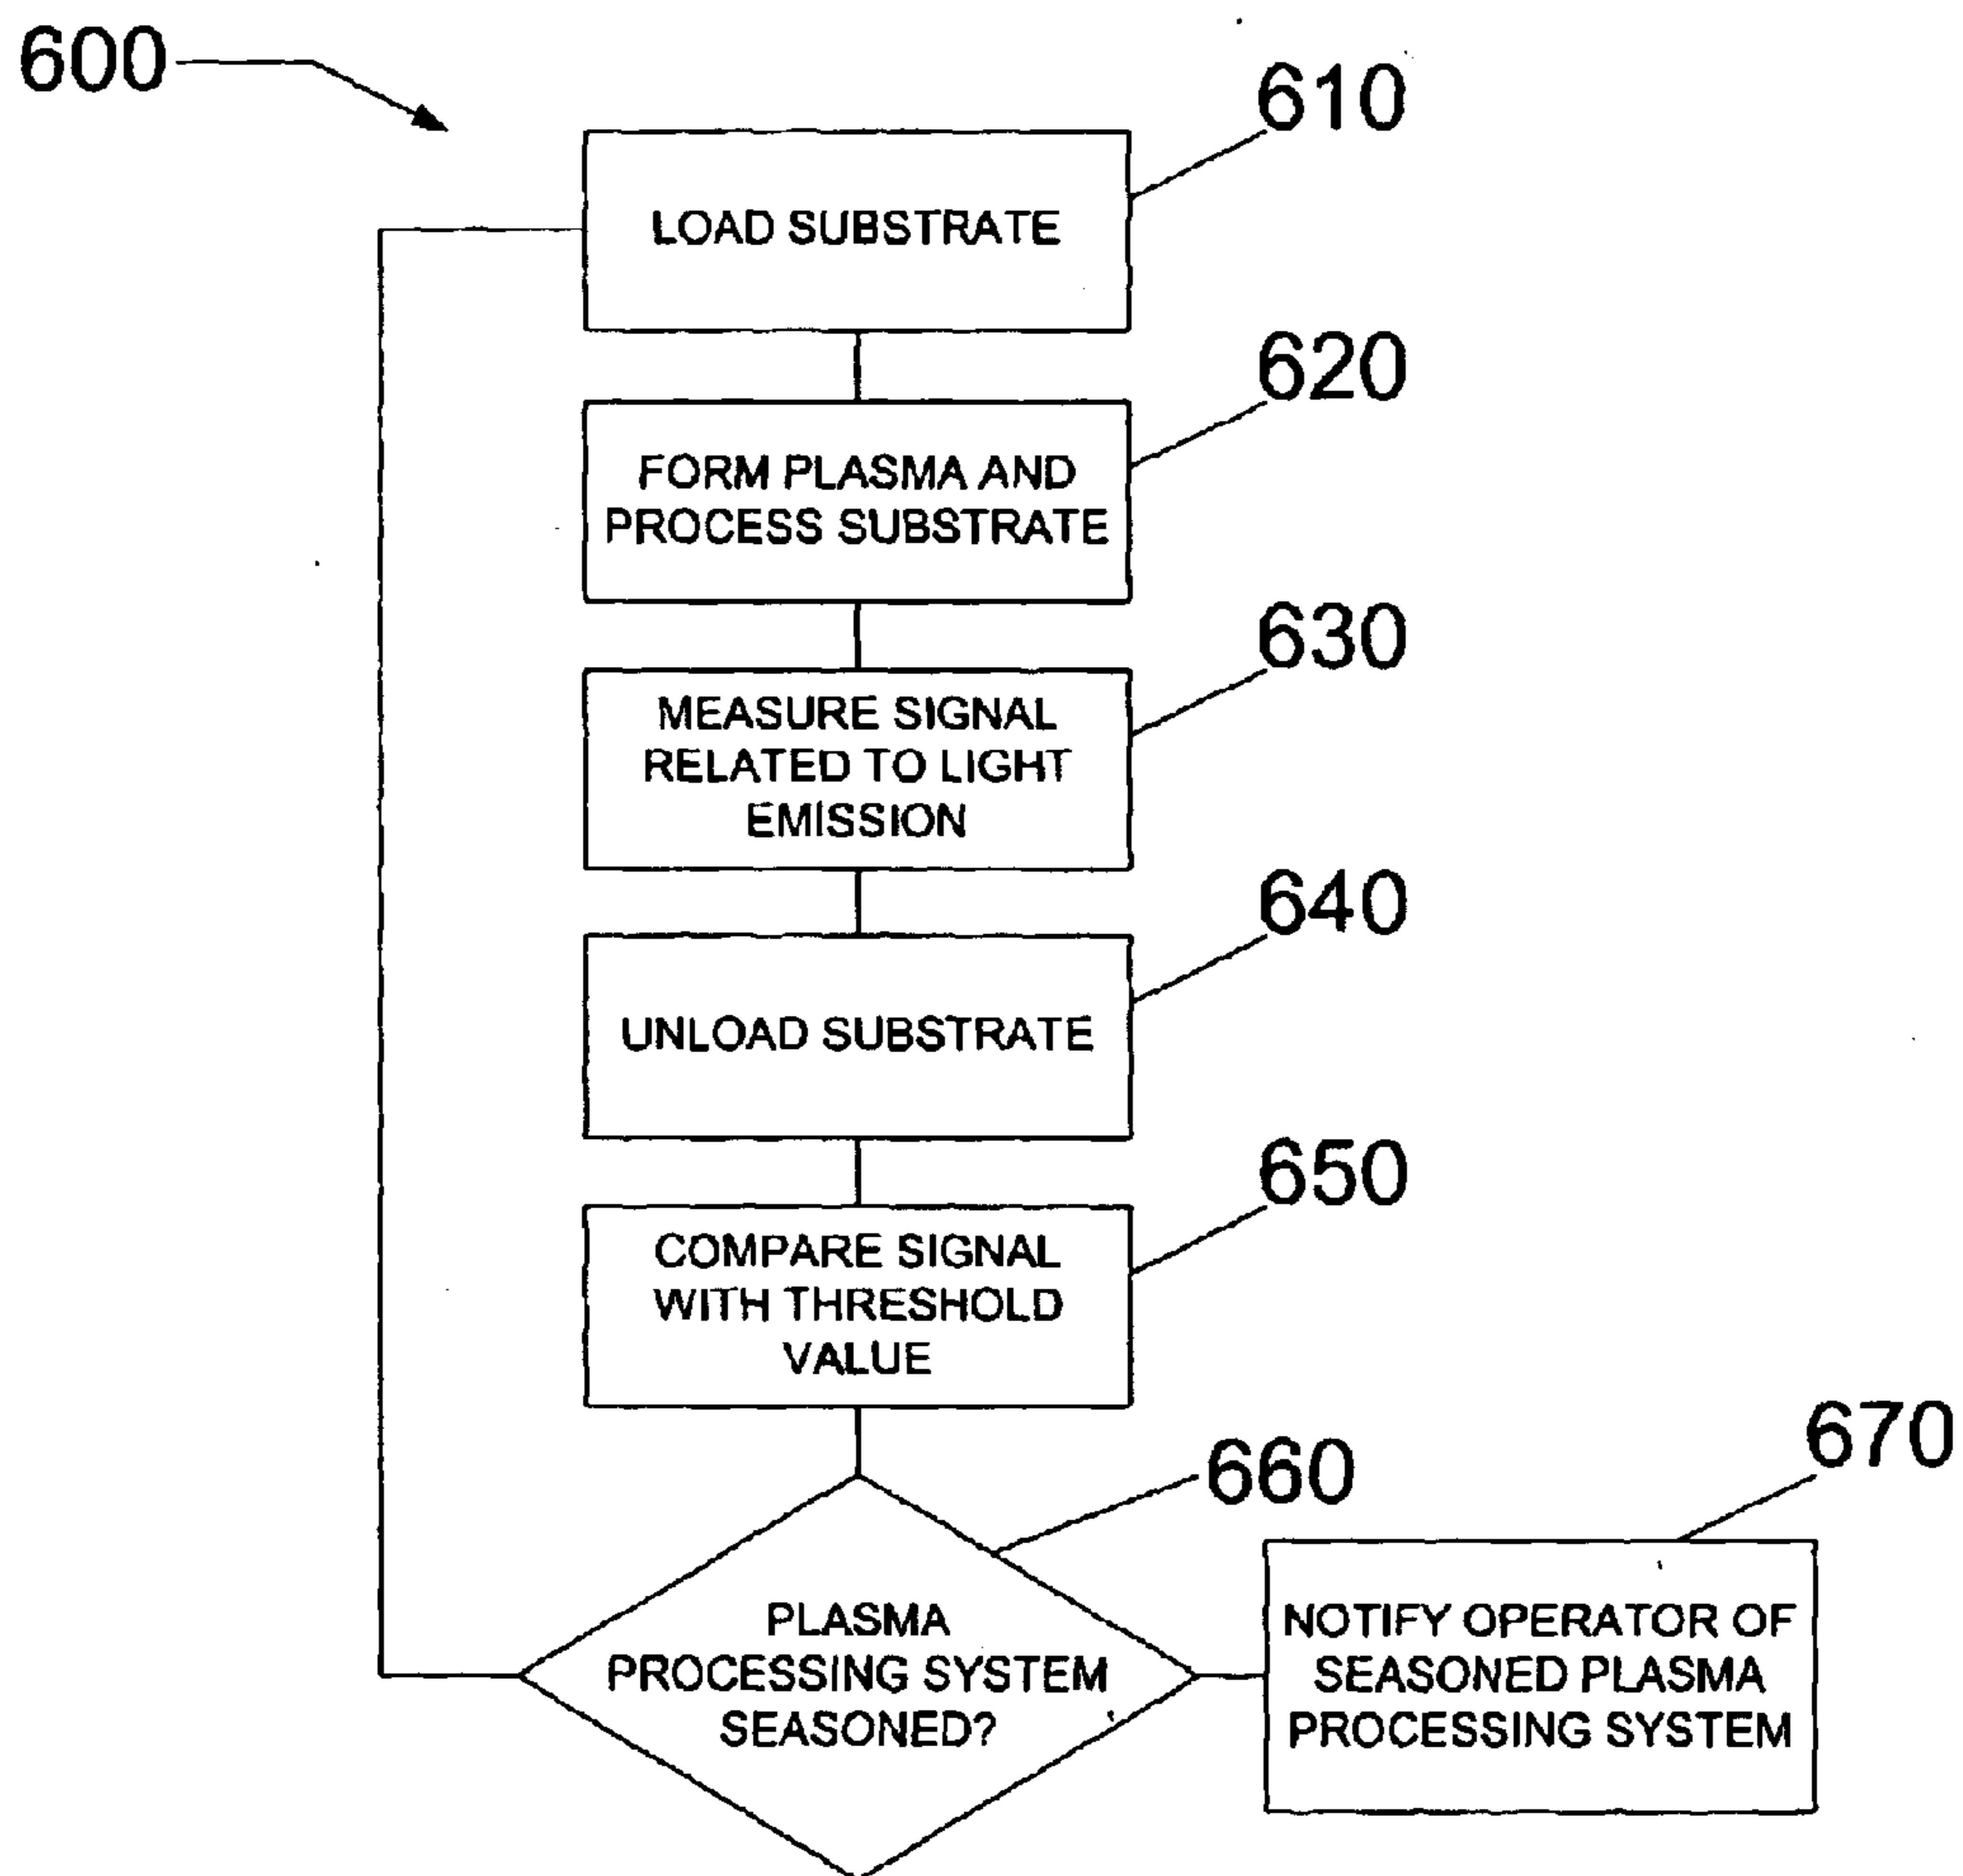 600
610
LOAD SUBSTRATE
620
FORM PLASMA AND
PROCESS SUBSTRATE
630
MEASURE SIGNAL
RELATED TO LIGHT
EMISSION
640
UNLOAD SUBSTRATE
650
COMPARE SIGNAL
WITH THRESHOLD
VALUE
660
PLASMA
PROCESSING SYSTEM
SEASONED?
670
NOTIFY OPERATOR OF
SEASONED PLASMA
PROCESSING SYSTEM